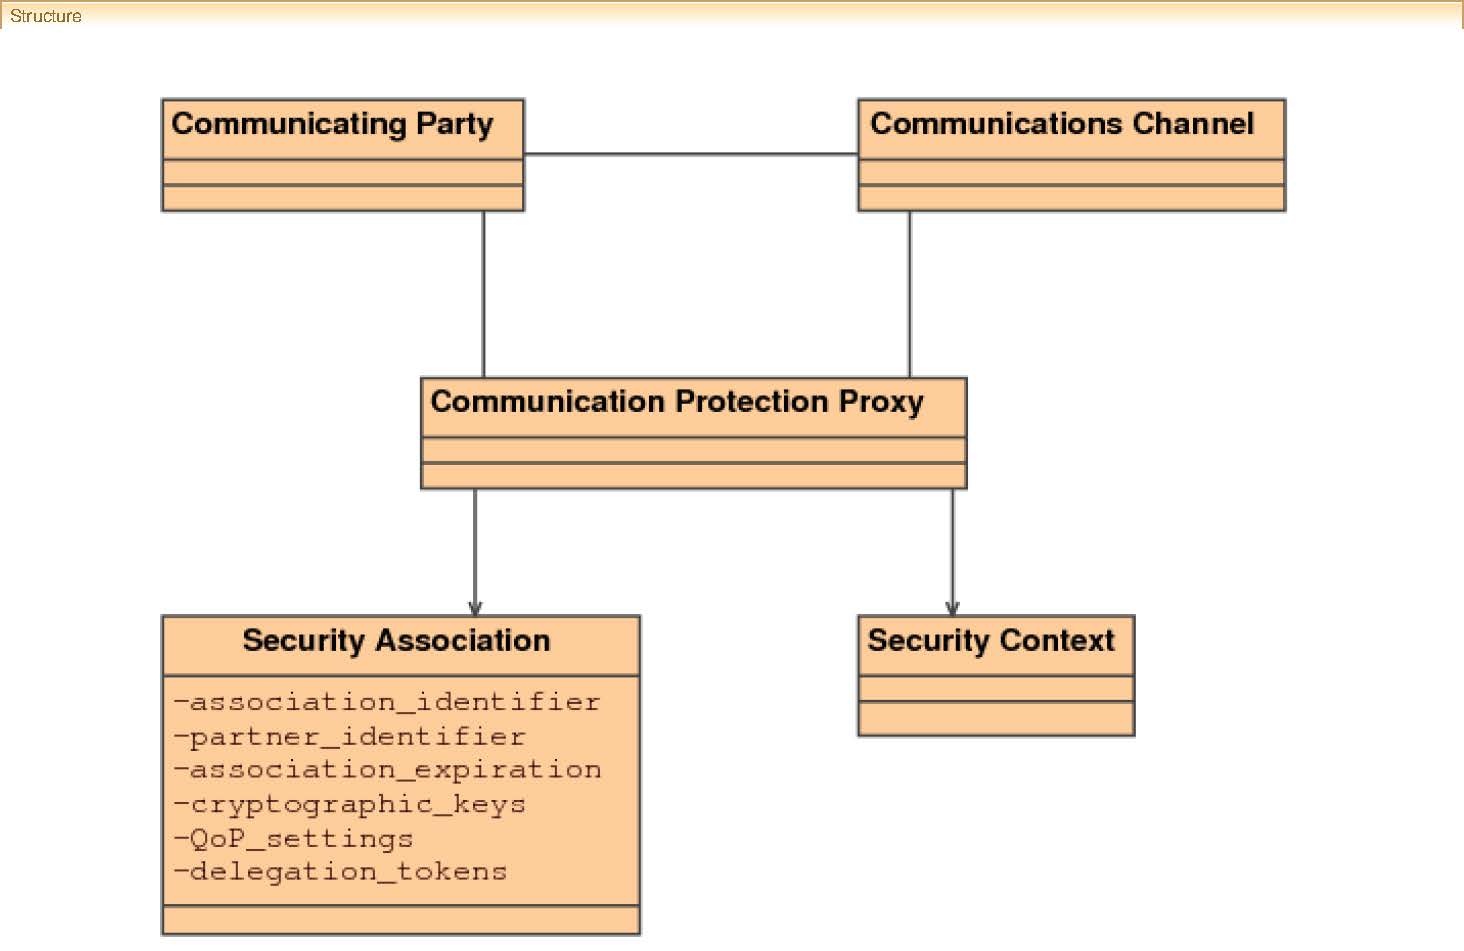 Structure
Communicating Party
Communications Channel
Communication Protection Proxy
Security Association
-association_identifier
-partner_identifier
-association_expiration
-cryptographic_keys
-QoP_settings
-delegation_tokens
Security Context